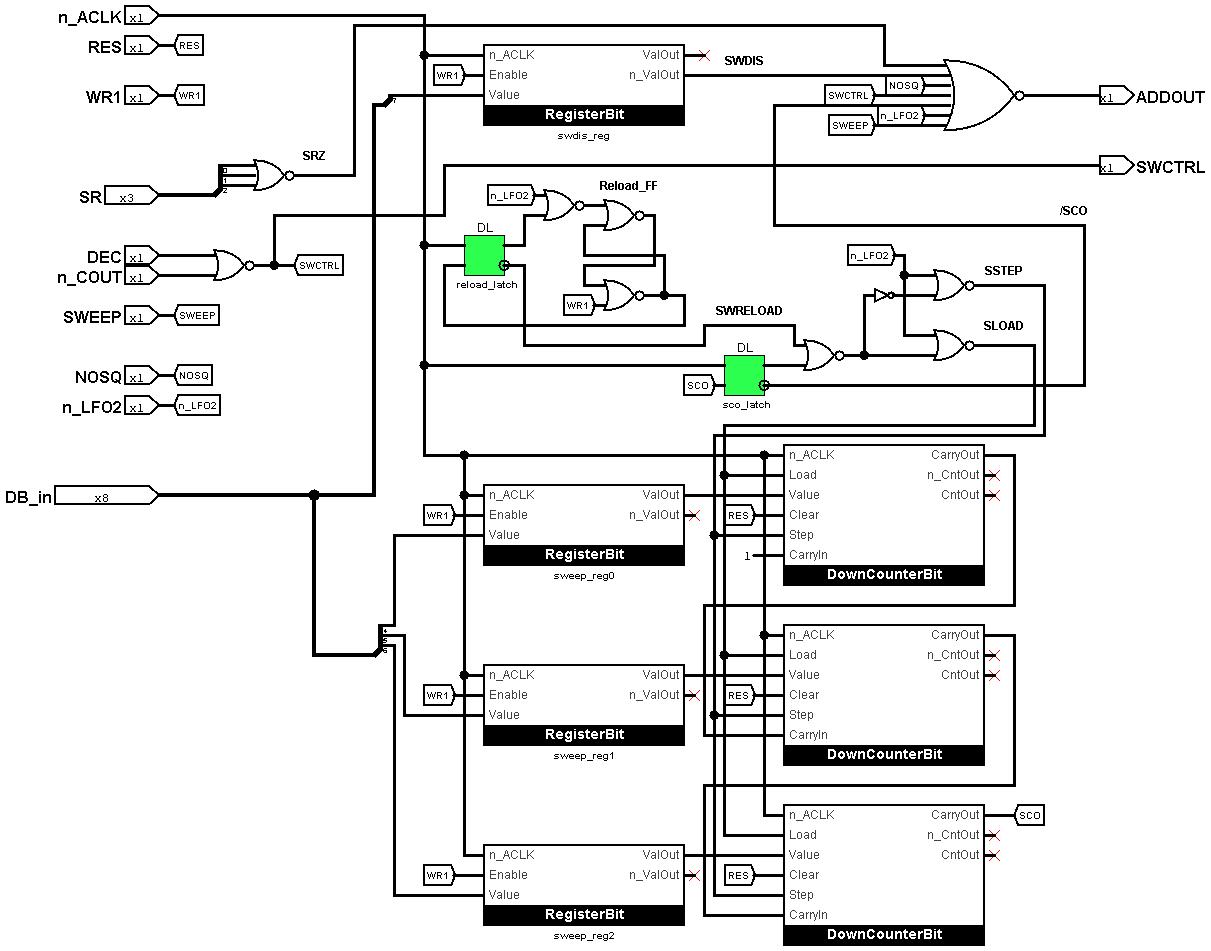 n_ACLK x1
RES x1 RES
WR1 x1 WR1
SR x3
0
1
2
SRZ
DEC x1
n_COUT x1
SWCTRL
SWEEP x1 SWEEP
NOSQ x1 NOSQ
n_LFO2 x1 n_LFO2
DB_in x8
7
n_ACLK ValOut
WR1 Enable n_ValOut
Value
RegisterBit
swdis_reg
SWDIS
NOSQ
SWCTRL
n_LFO2
SWEEP
x1 ADDOUT
x1 SWCTRL
/SCO
n_LFO2
Reload_FF
DL
reload_latch
WR1
SWRELOAD
DL
SCO
sco_latch
n_LFO2
SSTEP
SLOAD
4
5
6
n_ACLK ValOut
WR1 Enable n_ValOut
Value
RegisterBit
sweep_reg0
n_ACLK CarryOut
Load n_CntOut
Value CntOut
RES Clear
Step
1 CarryIn
DownCounterBit
n_ACLK ValOut
WR1 Enable n_ValOut
Value
RegisterBit
sweep_reg1
n_ACLK CarryOut
Load n_CntOut
Value CntOut
RES Clear
Step
CarryIn
DownCounterBit
n_ACLK ValOut
WR1 Enable n_ValOut
Value
RegisterBit
sweep_reg2
n_ACLK CarryOut SCO
Load n_CntOut
Value CntOut
RES Clear
Step
CarryIn
DownCounterBit